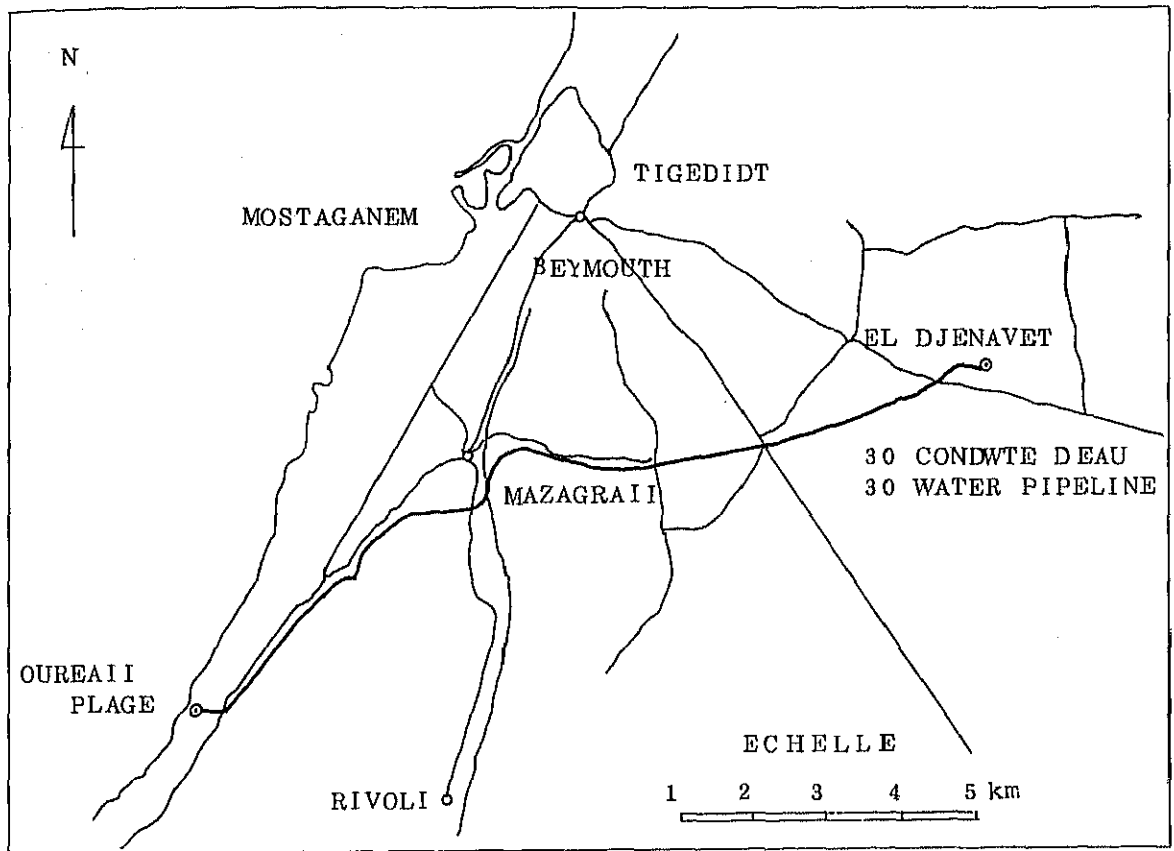 N
TIGEDIDT
MOSTAGANEM
BEYMOUTH
EL DJENAVET
30 CONDWTE DEAU
30 WATER PIPELINE
MAZAGRAII
OUREAII
PLAGE
ECHELLE
RIVOLI
1 2 3 4 5 km